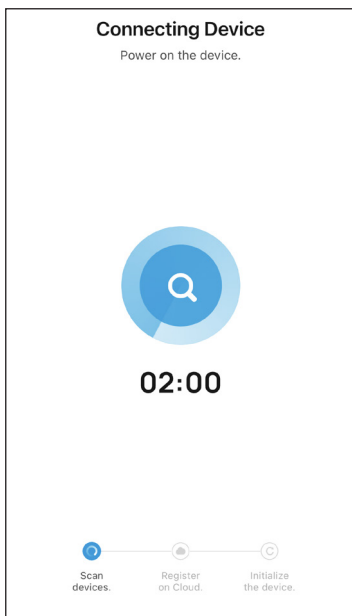 Connecting Device
Power on the device.
02:00
Scan
devices.
Register
on Cloud.
Initialize
the device.